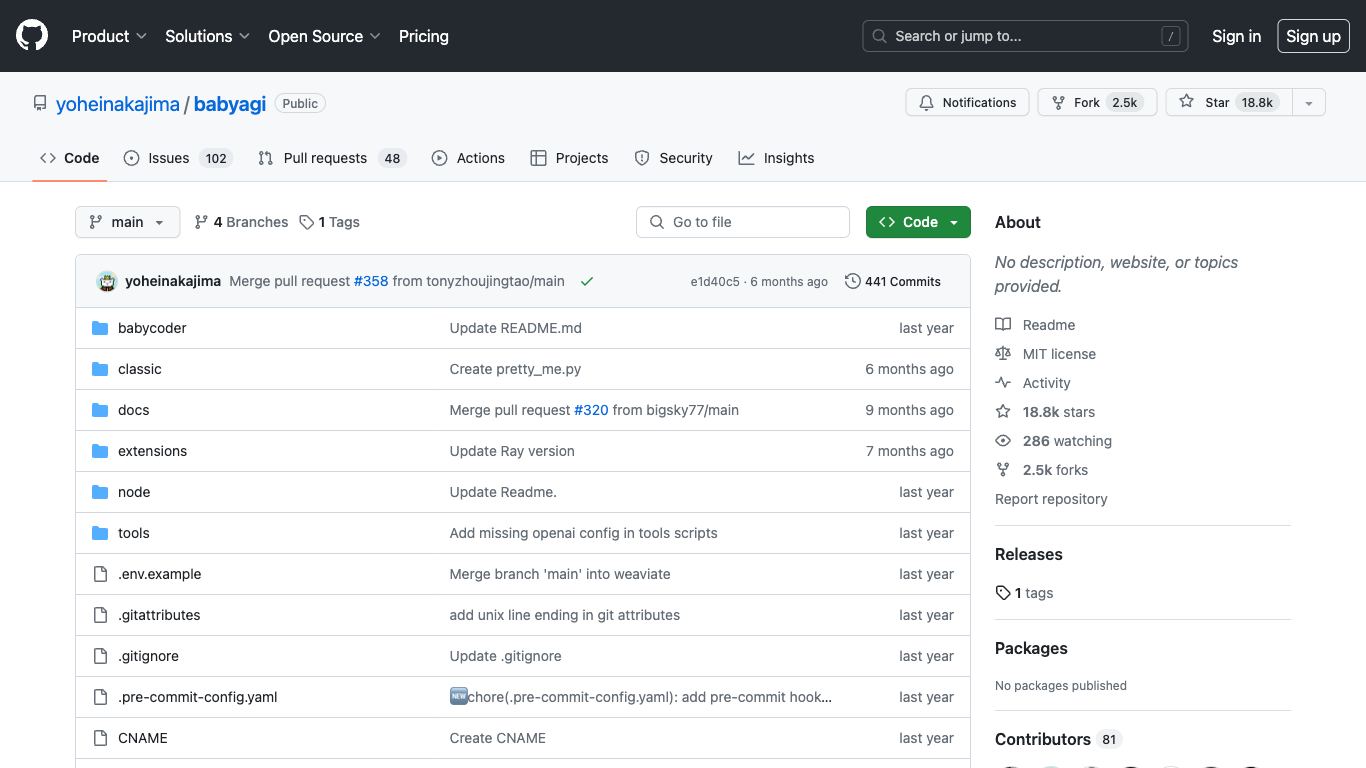 Product Solutions Open Source Pricing Search or jump to... / Sign in Sign up
yoheinakajima / babyagi Public Notifications Fork 2.5k Star 18.8k
Code Issues 102 Pull requests 48 Actions Projects Security Insights
main 4 Branches 1 Tags Go to file Code
yoheinakajima Merge pull request #358 from tonyzhoujingtao/main e1d40c5 · 6 months ago 441 Commits
babycoder Update README.md last year
classic Create pretty_me.py 6 months ago
docs Merge pull request #320 from bigsky77/main 9 months ago
extensions Update Ray version 7 months ago
node Update Readme. last year
tools Add missing openai config in tools scripts last year
.env.example Merge branch 'main' into weaviate last year
.gitattributes add unix line ending in git attributes last year
.gitignore Update .gitignore last year
.pre-commit-config.yaml 🆕chore(.pre-commit-config.yaml): add pre-commit hook... last year
CNAME Create CNAME last year
About
No description, website, or topics
provided.
Readme
MIT license
Activity
18.8k stars
286 watching
2.5k forks
Report repository
Releases
1 tags
Packages
No packages published
Contributors 81